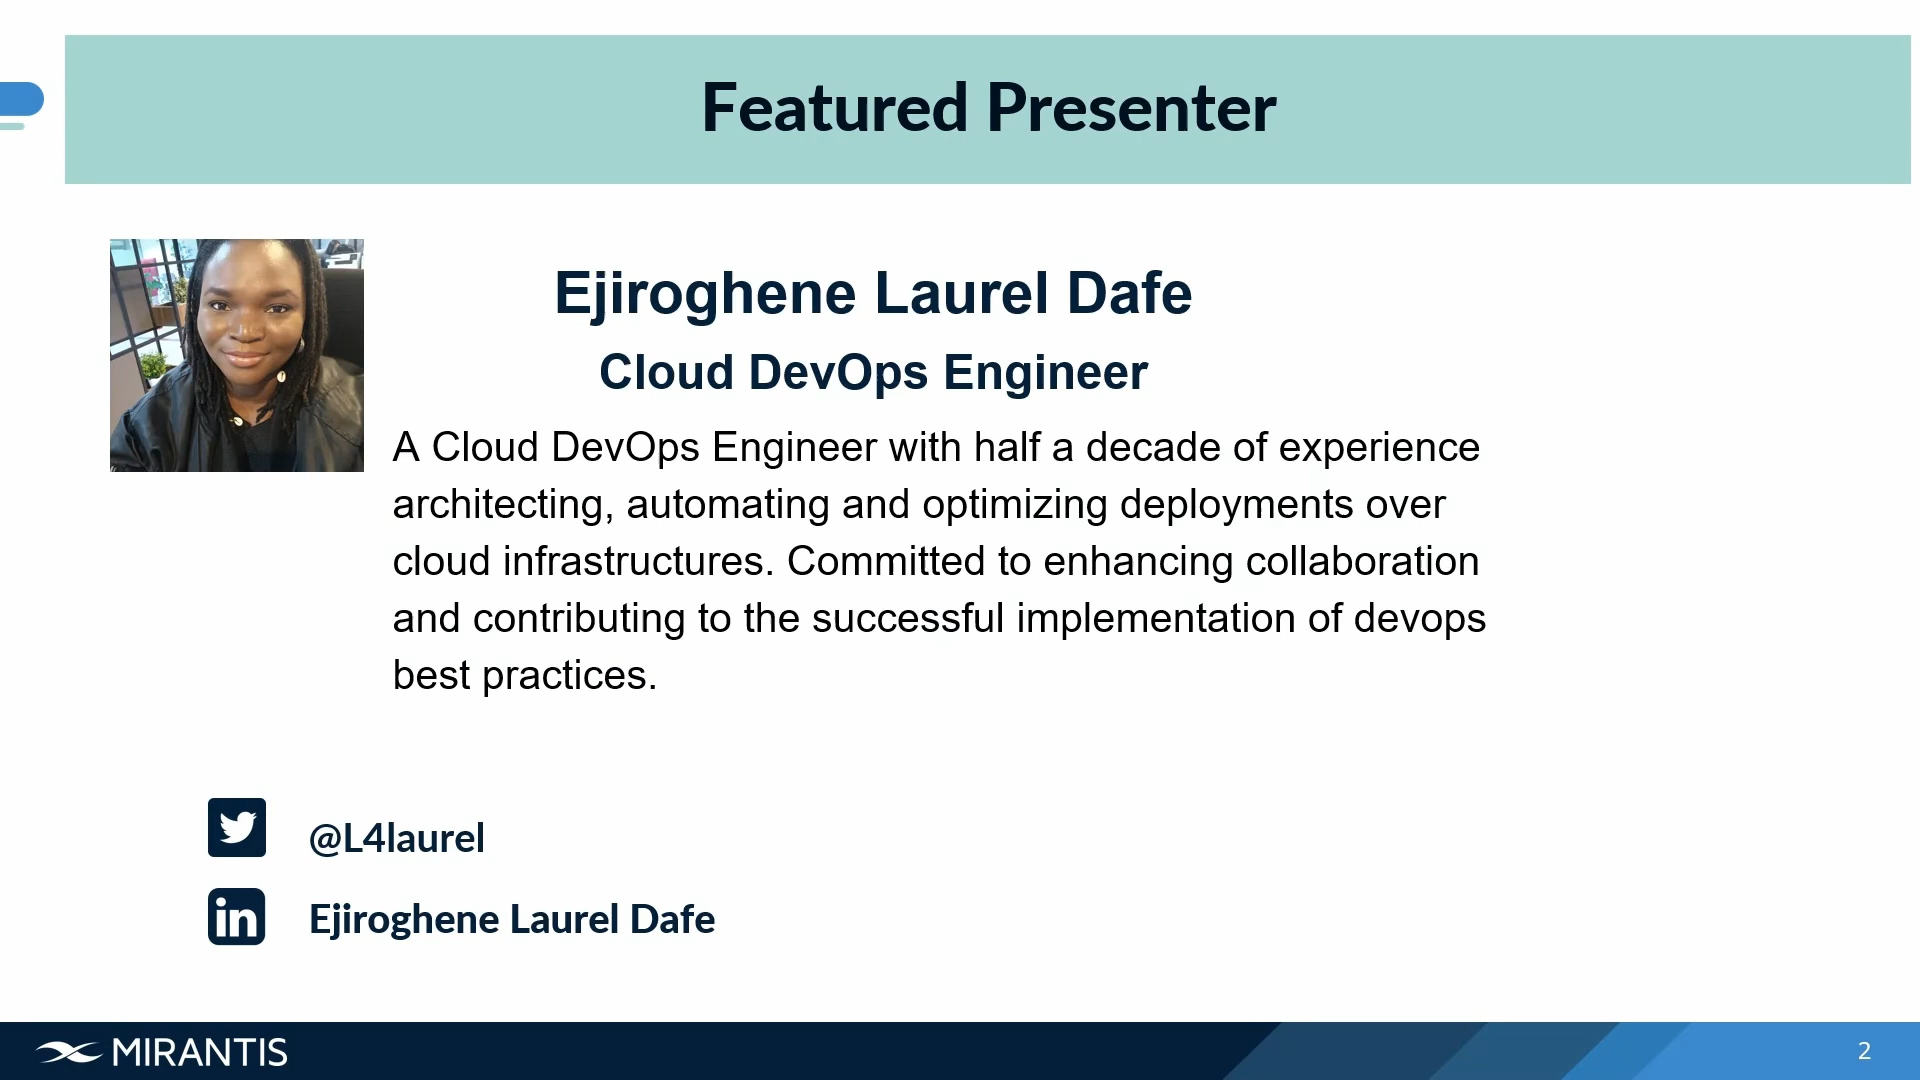 Featured Presenter
Ejiroghene Laurel Dafe
Cloud DevOps Engineer
A Cloud DevOps Engineer with half a decade of experience
architecting, automating and optimizing deployments over
cloud infrastructures. Committed to enhancing collaboration
and contributing to the successful implementation of devops
best practices.
@L4laurel
in
Ejiroghene Laurel Dafe
MIRANTIS
2